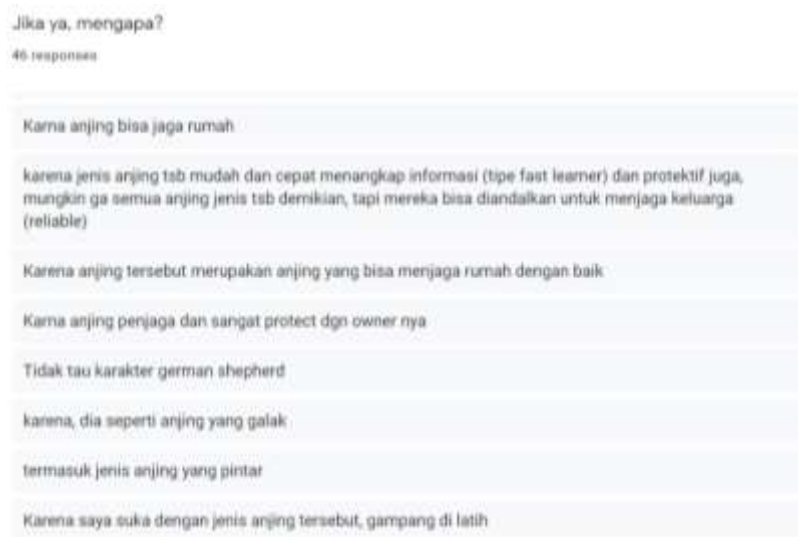 Jika ya, mengapa?
46 responses
Karna anjing bisa jaga rumah
karena jenis anjing tsb mudah dan cepat menangkap informasi (tipe fast learner) dan protektif juga,
mungkin ga semua anjing jenis tsb demikian, tapi mereka bisa diandalkan untuk menjaga keluarga
(reliable)
Karena anjing tersebut merupakan anjing yang bisa menjaga rumah dengan baik
Karna anjing penjaga dan sangat protect dgn owner nya
Tidak tau karakter german shepherd
karena, dia seperti anjing yang galak
termasuk jenis anjing yang pintar
Karena saya suka dengan jenis anjing tersebut, gampang di latih